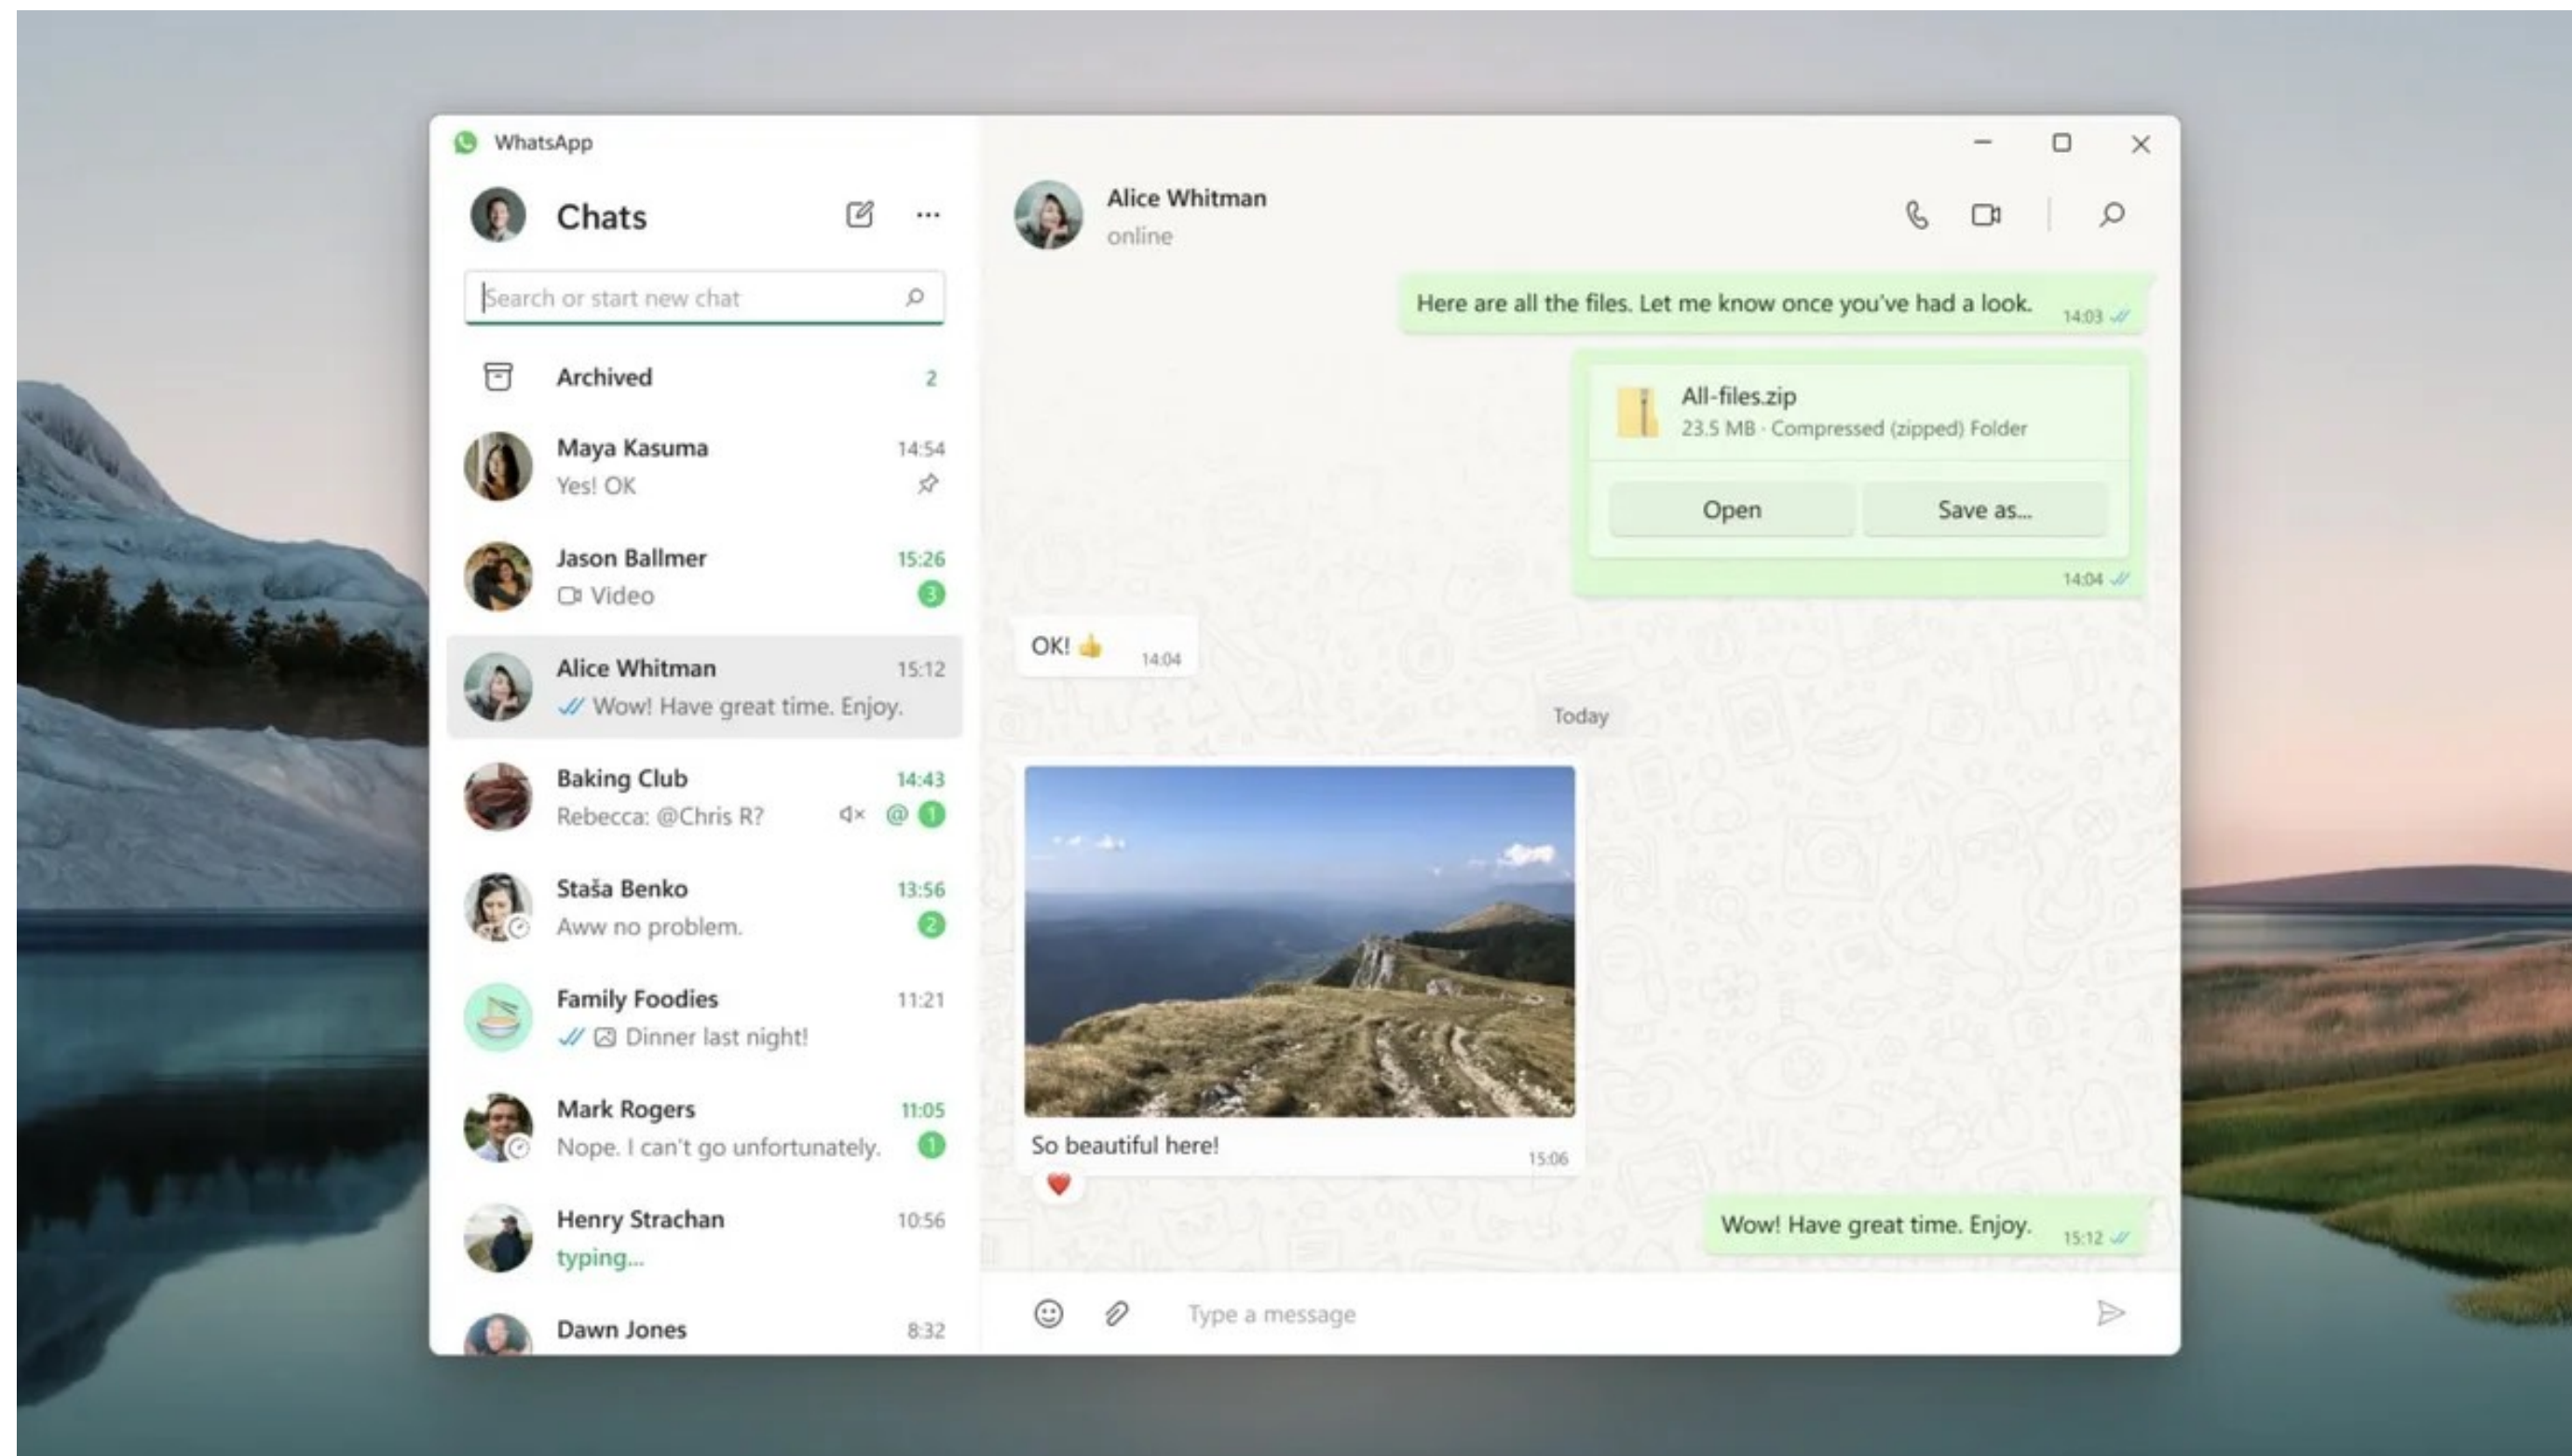 WhatsApp
Chats
Search or start new chat
Archived 2
Maya Kasuma 14:54
Yes! OK
Jason Ballmer 15:26
Video 3
Alice Whitman 15:12
Wow! Have great time. Enjoy.
Baking Club 14:43
Rebecca: @Chris R? @ 1
Staša Benko 13:56
Aww no problem. 2
Family Foodies 11:21
Dinner last night!
Mark Rogers 11:05
Nope. I can't go unfortunately. 1
Henry Strachan 10:56
typing...
Dawn Jones 8:32
Alice Whitman
online
Here are all the files. Let me know once you've had a look. 14:03
All-files.zip
23.5 MB · Compressed (zipped) Folder
Open Save as...
14:04
OK! 👍 14:04
Today
So beautiful here! 15:06
❤️
Wow! Have great time. Enjoy. 15:12
Type a message